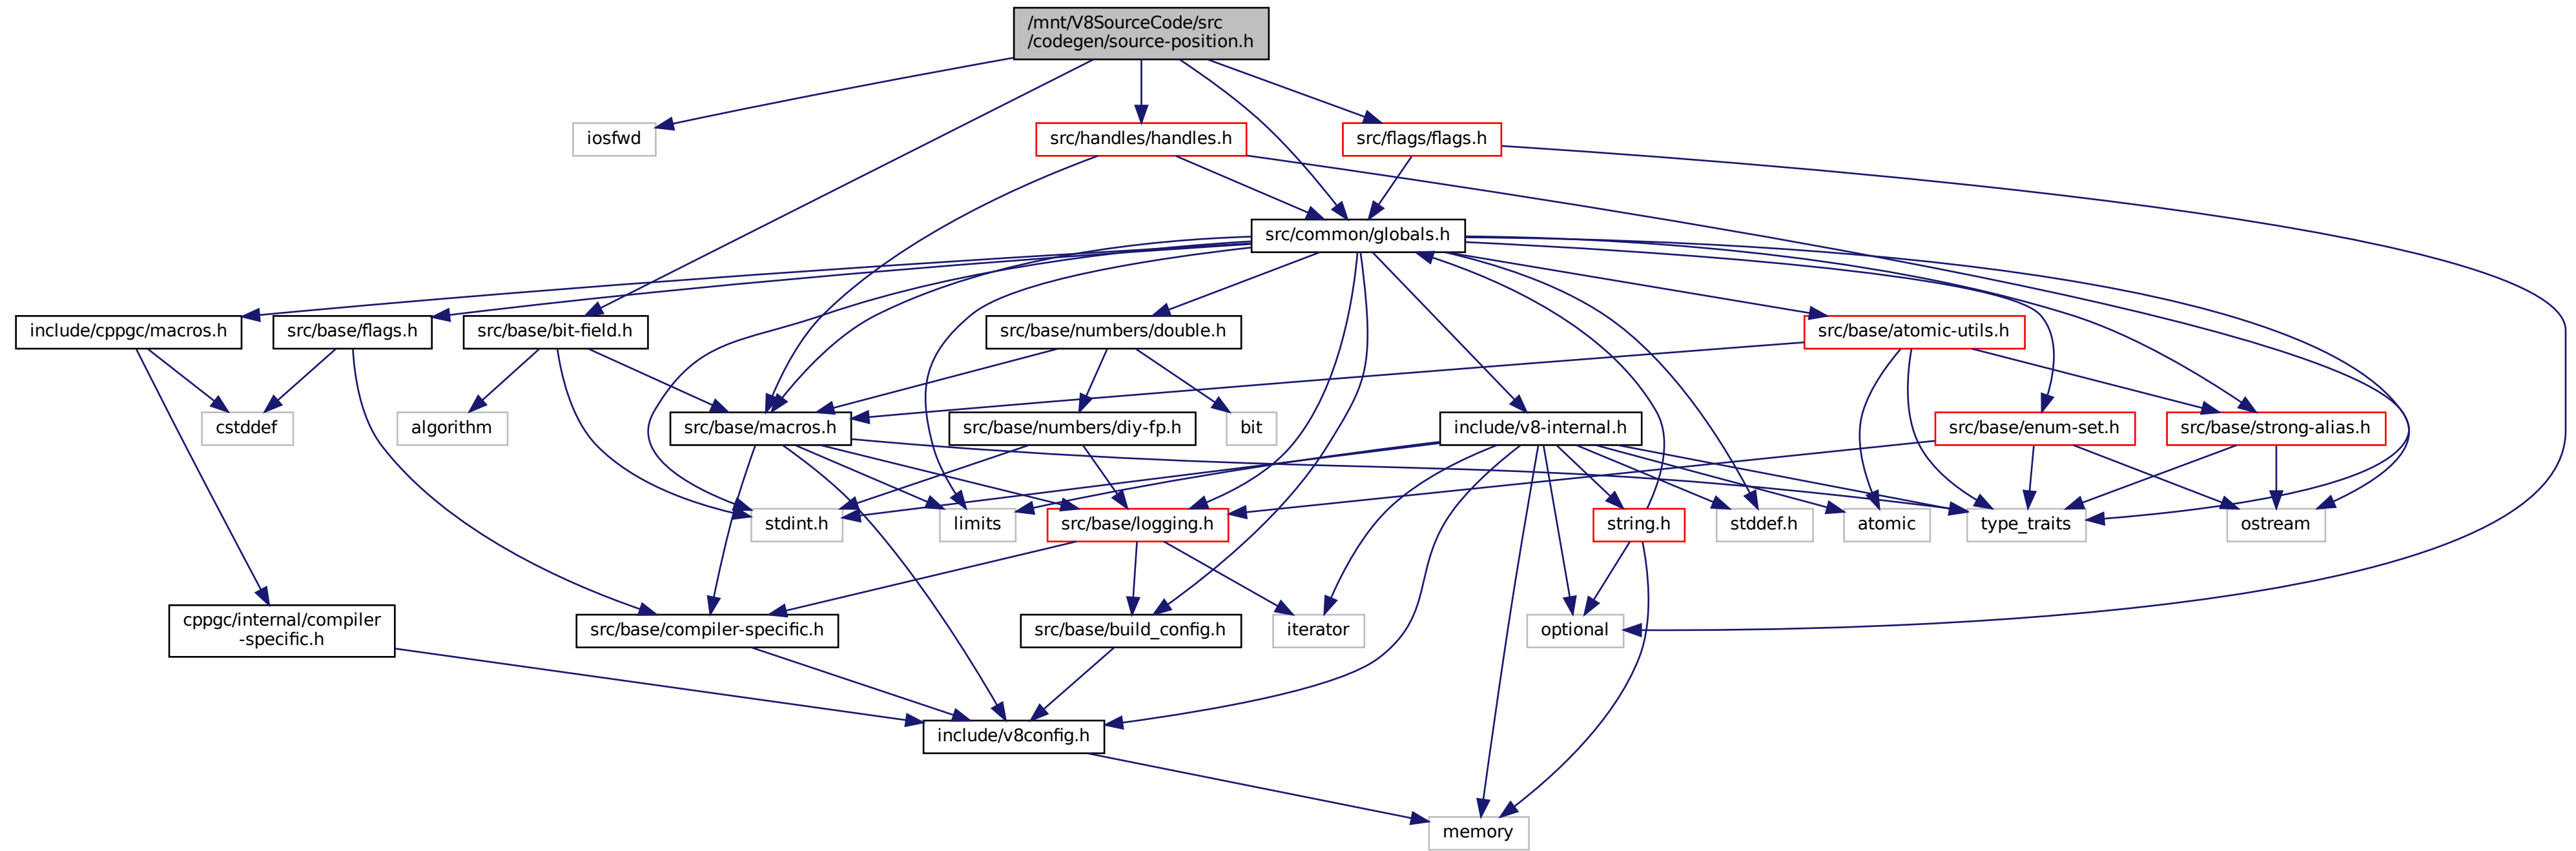 /mnt/V8SourceCode/src
/codegen/source-position.h
iosfwd
src/handles/handles.h
src/flags/flags.h
src/common/globals.h
include/cppgc/macros.h
src/base/flags.h
src/base/bit-field.h
src/base/numbers/double.h
src/base/atomic-utils.h
cstddef
algorithm
src/base/macros.h
src/base/numbers/diy-fp.h
bit
include/v8-internal.h
src/base/enum-set.h
src/base/strong-alias.h
stdint.h
limits
src/base/logging.h
string.h
stddef.h
atomic
type_traits
ostream
cppgc/internal/compiler
-specific.h
src/base/compiler-specific.h
src/base/build_config.h
iterator
optional
include/v8config.h
memory